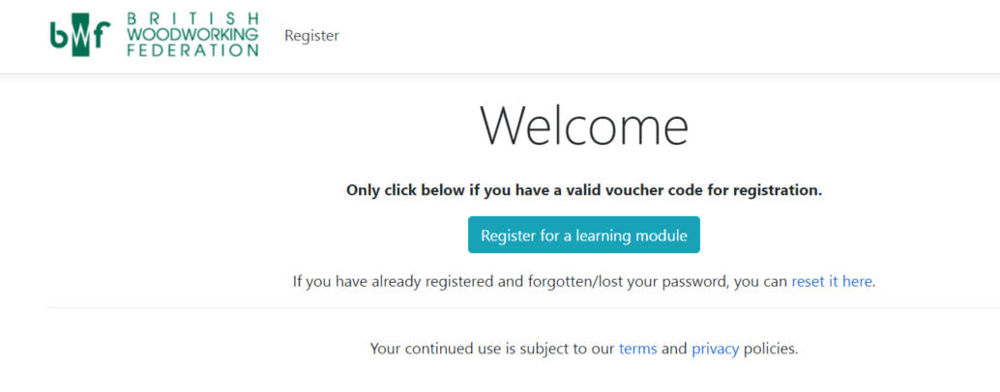 bwf
BRITISH
WOODWORKING
FEDERATION
Register
Welcome
Only click below if you have a valid voucher code for registration.
Register for a learning module
If you have already registered and forgotten/lost your password, you can reset it here.
Your continued use is subject to our terms and privacy policies.